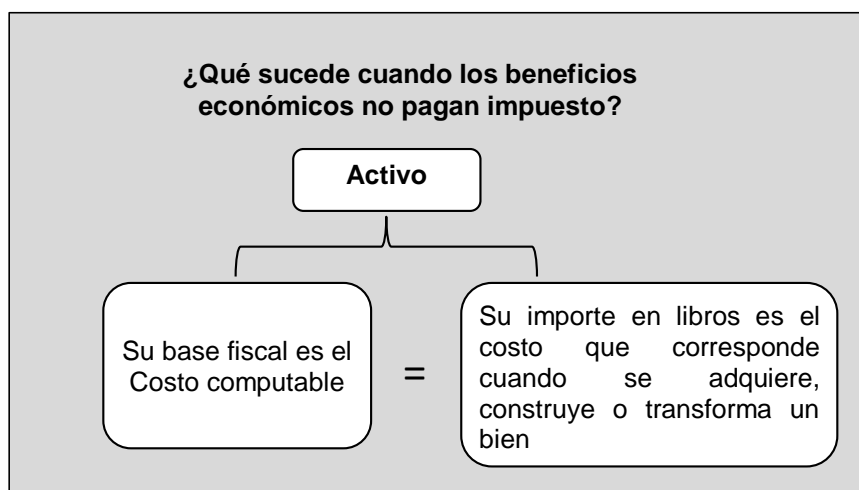 ¿Qué sucede cuando los beneficios
económicos no pagan impuesto?
Activo
Su base fiscal es el
Costo computable
=
Su importe en libros es el
costo que corresponde
cuando se adquiere,
construye o transforma un
bien